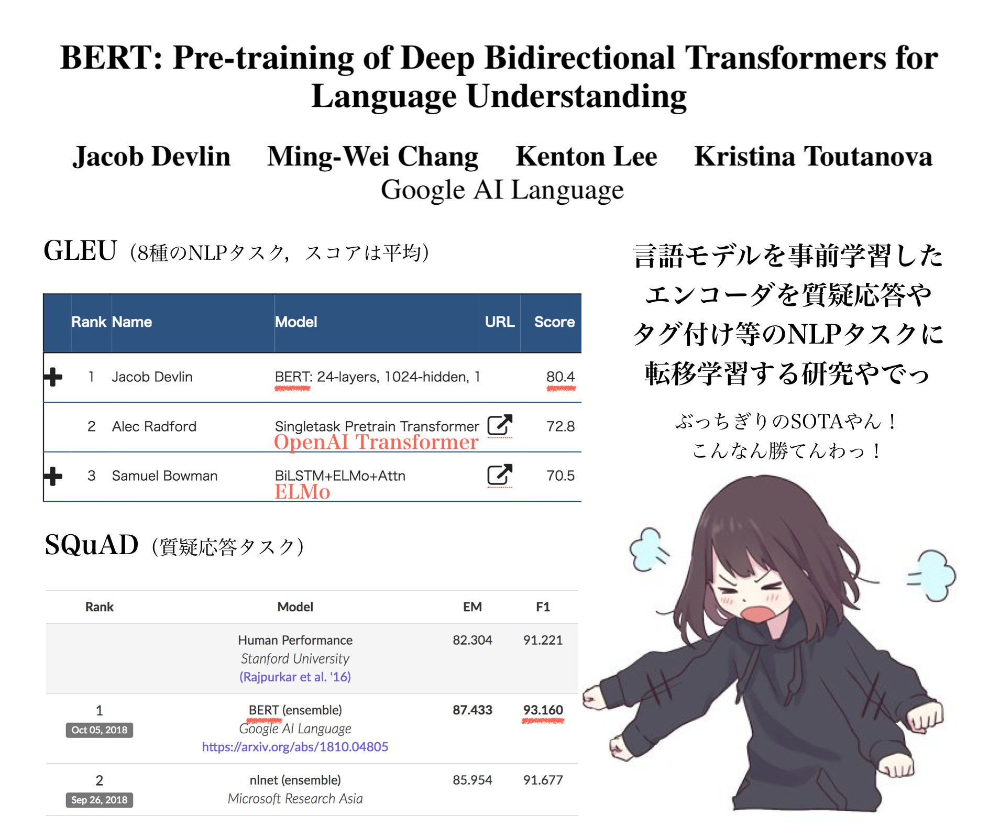 BERT: Pre-training of Deep Bidirectional Transformers for
Language Understanding
Jacob Devlin Ming-Wei Chang Kenton Lee Kristina Toutanova
Google AI Language
GLEU（8種のNLPタスク，スコアは平均）
Rank Name Model URL Score
1 Jacob Devlin BERT: 24-layers, 1024-hidden, 1 80.4
2 Alec Radford Singletask Pretrain Transformer 72.8
OpenAI Transformer
3 Samuel Bowman BiLSTM+ELMo+Attn 70.5
ELMo
SQuAD（質疑応答タスク）
Rank Model EM F1
Human Performance 82.304 91.221
Stanford University
(Rajpurkar et al. '16)
1 BERT (ensemble) 87.433 93.160
Oct 05, 2018 Google AI Language
https://arxiv.org/abs/1810.04805
2 nlnet (ensemble) 85.954 91.677
Sep 26, 2018 Microsoft Research Asia
言語モデルを事前学習した
エンコーダを質疑応答や
タグ付け等のNLPタスクに
転移学習する研究やでっ
ぶっちぎりのSOTAやん！
こんなん勝てんわっ！